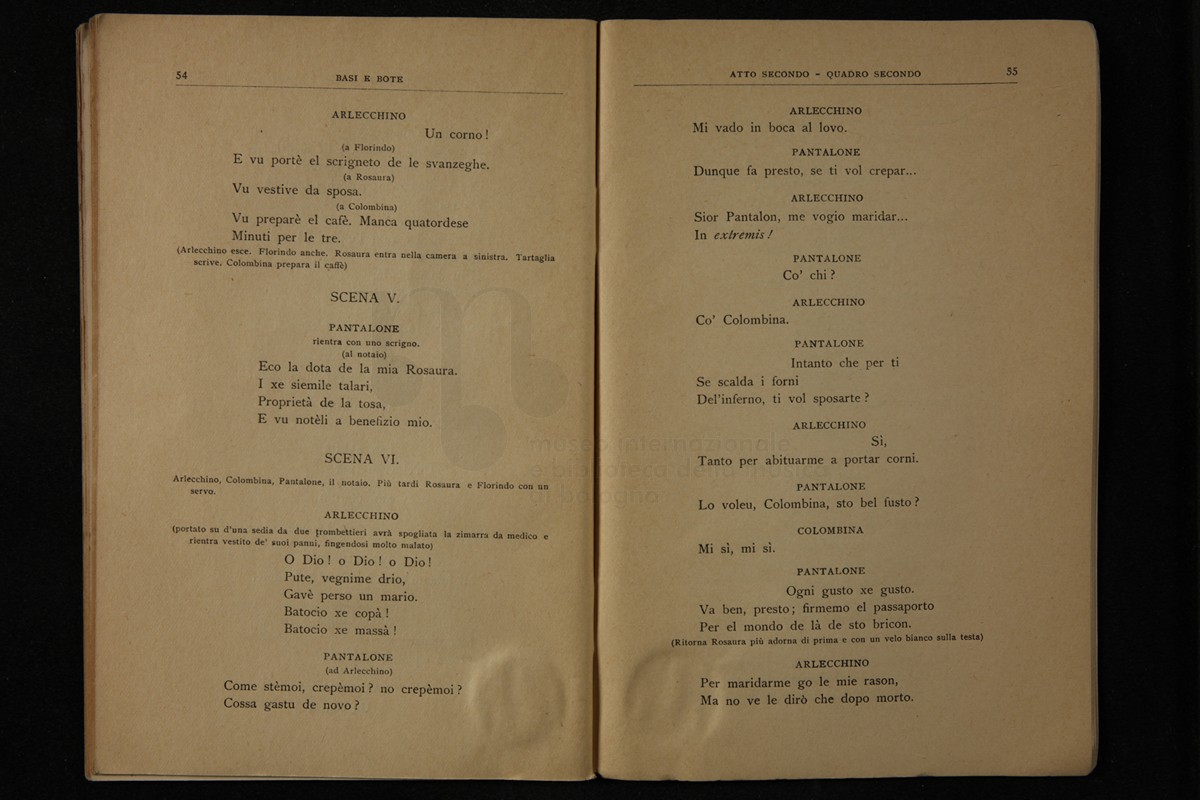 54
BASI E BOTE
ARLECCHINO
Un corno!
(a Florindo)
E vu portè el scrigneto de le svanzeghe.
(a Rosaura)
Vu vestive da sposa.
(a Colombina)
Vu preparè el cafè. Manca quatordese
Minuti per le tre.
(Arlecchino esce. Florindo anche. Rosaura entra nella camera a sinistra. Tartaglia
scrive. Colombina prepara il caffè)
SCENA V.
PANTALONE
rientra con uno scrigno.
(al notaio)
Eco la dota de la mia Rosaura.
I xe siemile talari,
Proprietà de la tosa,
E vu notèli a benefizio mio.
SCENA VI.
Arlecchino, Colombina, Pantalone, il notaio. Più tardi Rosaura e Florindo con un
servo.
ARLECCHINO
(portato su d'una sedia da due trombettieri avrà spogliata la zimarra da medico e
rientra vestito de' suoi panni, fingendosi molto malato)
O Dio! o Dio! o Dio!
Pute, vegnime drio,
Gavè perso un mario.
Batocio xe copà!
Batocio xe massà!
PANTALONE
(ad Arlecchino)
Come stèmoi, crepèmoi? no crepèmoi?
Cossa gastu de novo?
ATTO SECONDO - QUADRO SECONDO
55
ARLECCHINO
Mi vado in boca al lovo.
PANTALONE
Dunque fa presto, se ti vol crepar...
ARLECCHINO
Sior Pantalon, me vogio maridar...
In extremis!
PANTALONE
Co' chi?
ARLECCHINO
Co' Colombina.
PANTALONE
Intanto che per ti
Se scalda i forni
Del'inferno, ti vol sposarte?
ARLECCHINO
Sì,
Tanto per abituarme a portar corni.
PANTALONE
Lo voleu, Colombina, sto bel fusto?
COLOMBINA
Mi sì, mi sì.
PANTALONE
Ogni gusto xe gusto.
Va ben, presto; firmemo el passaporto
Per el mondo de là de sto bricon.
(Ritorna Rosaura più adorna di prima e con un velo bianco sulla testa)
ARLECCHINO
Per maridarme go le mie rason,
Ma no ve le dirò che dopo morto.
museo internazionale
e biblioteca della musica
di bologna